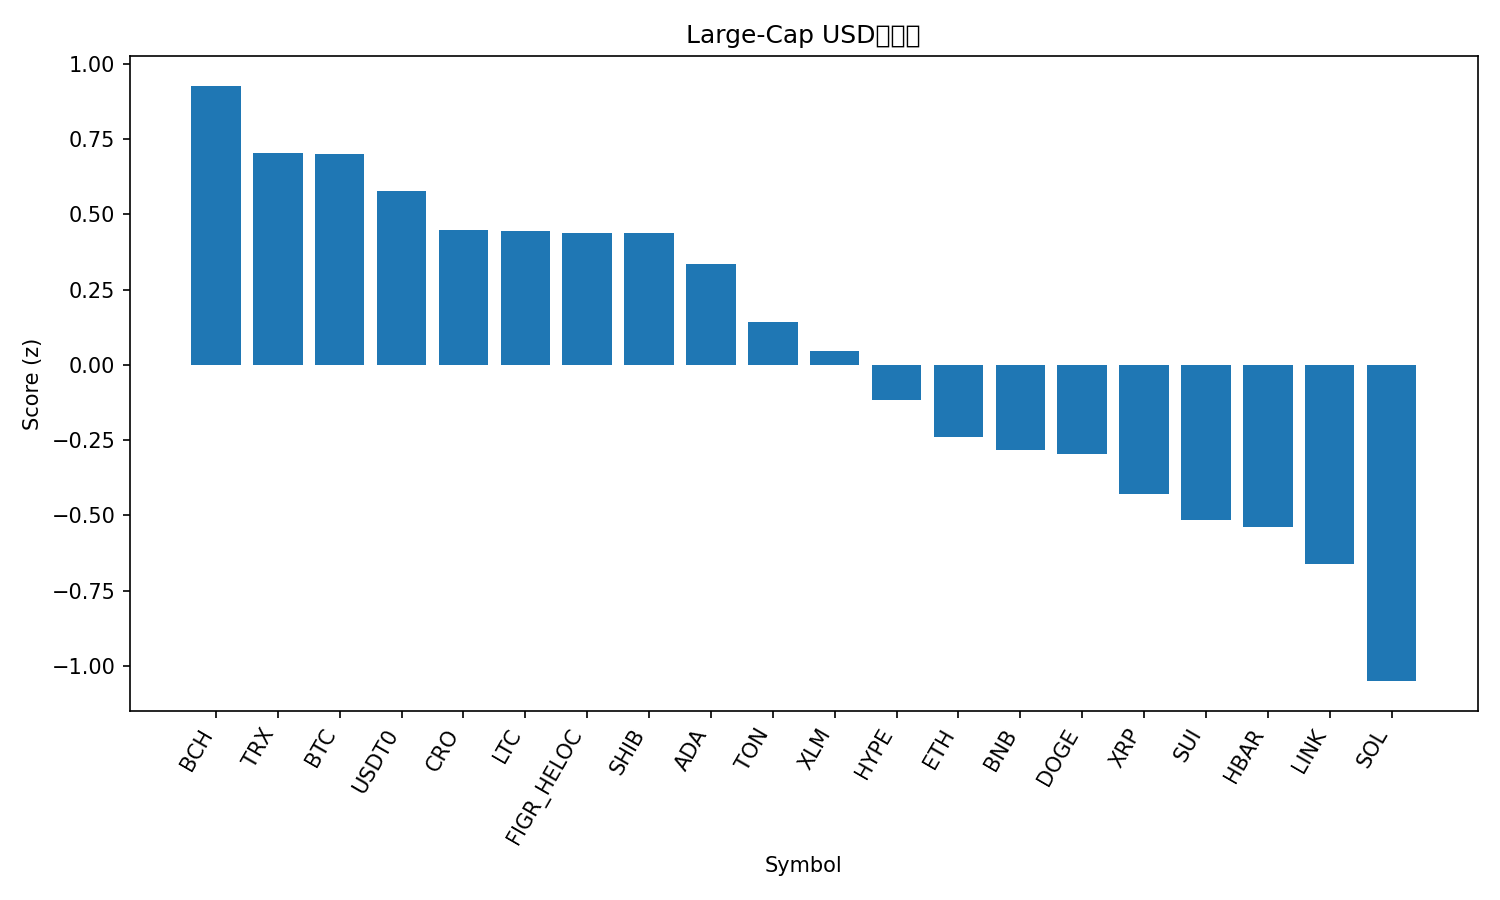 Large-Cap USD
1.00
0.75
0.50
0.25
0.00
−0.25
−0.50
−0.75
−1.00
Score (z)
BCH
TRX
BTC
USDT0
CRO
LTC
FIGR_HELOC
SHIB
ADA
TON
XLM
HYPE
ETH
BNB
DOGE
XRP
SUI
HBAR
LINK
SOL
Symbol